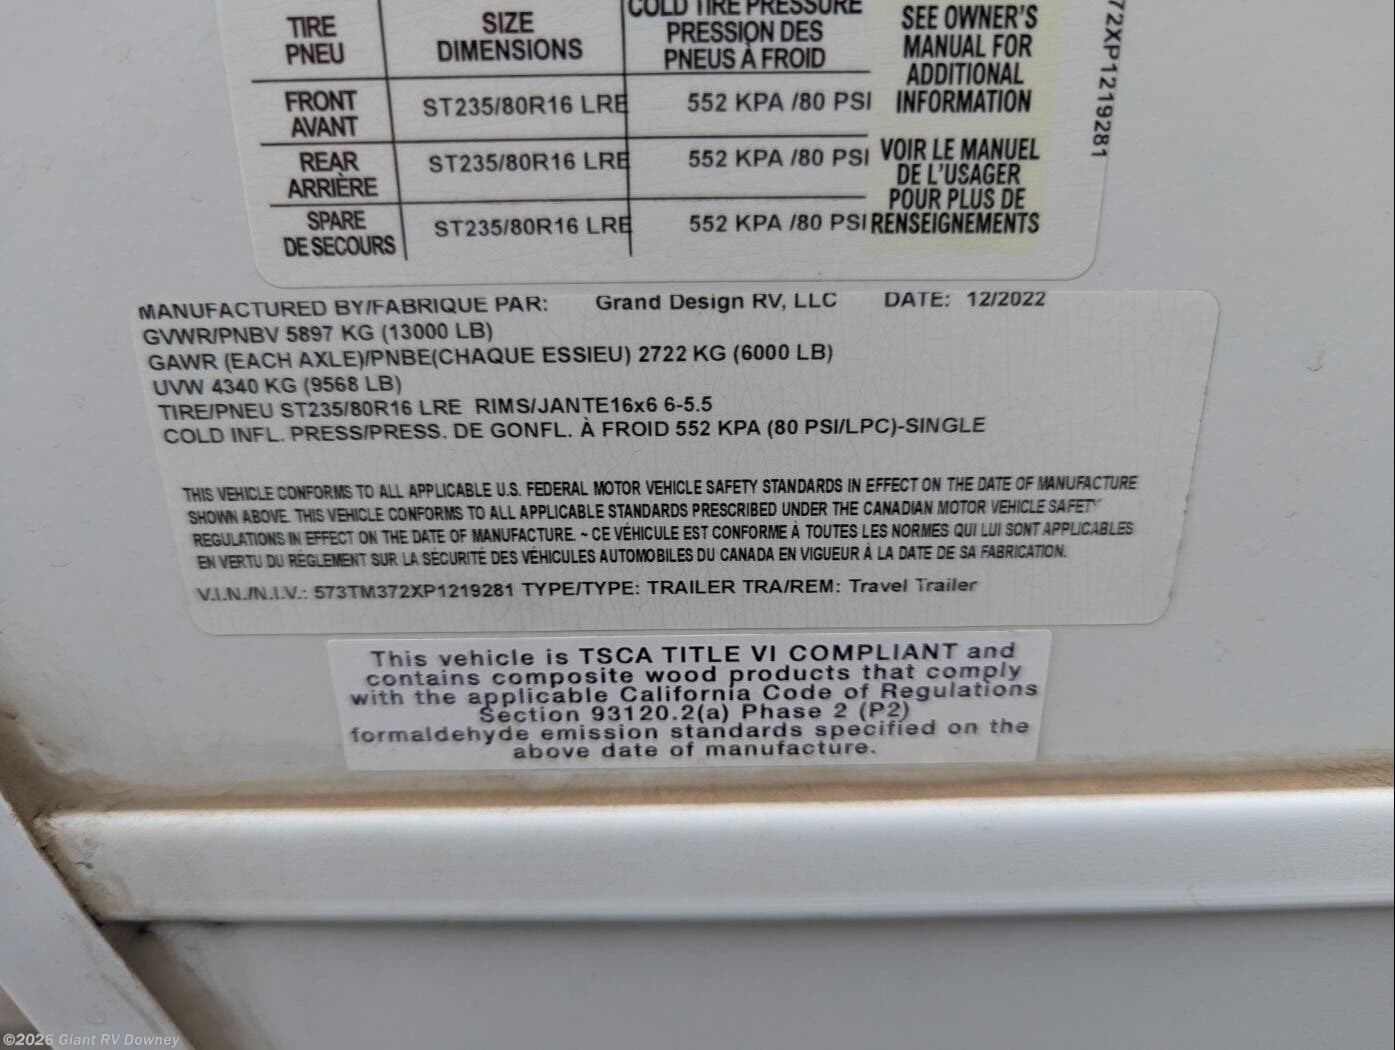 TIRE PNEU SIZE DIMENSIONS COLD TIRE PRESSURE PRESSION DES PNEUS À FROID
FRONT AVANT ST235/80R16 LRE 552 KPA /80 PSI
REAR ARRIÈRE ST235/80R16 LRE 552 KPA /80 PSI
SPARE DE SECOURS ST235/80R16 LRE 552 KPA /80 PSI
SEE OWNER'S
MANUAL FOR
ADDITIONAL
INFORMATION
VOIR LE MANUEL
DE L'USAGER
POUR PLUS DE
RENSEIGNEMENTS
72XP1219281
MANUFACTURED BY/FABRIQUE PAR: Grand Design RV, LLC DATE: 12/2022
GVWR/PNBV 5897 KG (13000 LB)
GAWR (EACH AXLE)/PNBE(CHAQUE ESSIEU) 2722 KG (6000 LB)
UVW 4340 KG (9568 LB)
TIRE/PNEU ST235/80R16 LRE RIMS/JANTE16x6 6-5.5
COLD INFL. PRESS/PRESS. DE GONFL. À FROID 552 KPA (80 PSI/LPC)-SINGLE
THIS VEHICLE CONFORMS TO ALL APPLICABLE U.S. FEDERAL MOTOR VEHICLE SAFETY STANDARDS IN EFFECT ON THE DATE OF MANUFACTURE
SHOWN ABOVE. THIS VEHICLE CONFORMS TO ALL APPLICABLE STANDARDS PRESCRIBED UNDER THE CANADIAN MOTOR VEHICLE SAFETY
REGULATIONS IN EFFECT ON THE DATE OF MANUFACTURE. ~ CE VÉHICULE EST CONFORME À TOUTES LES NORMES QUI LUI SONT APPLICABLES
EN VERTU DU RÉGLEMENT SUR LA SÉCURITÉ DES VÉHICULES AUTOMOBILES DU CANADA EN VIGUEUR À LA DATE DE SA FABRICATION.
V.I.N./N.I.V.: 573TM372XP1219281 TYPE/TYPE: TRAILER TRA/REM: Travel Trailer
This vehicle is TSCA TITLE VI COMPLIANT and
contains composite wood products that comply
with the applicable California Code of Regulations
Section 93120.2(a) Phase 2 (P2)
formaldehyde emission standards specified on the
above date of manufacture.
©2026 Giant RV Downey